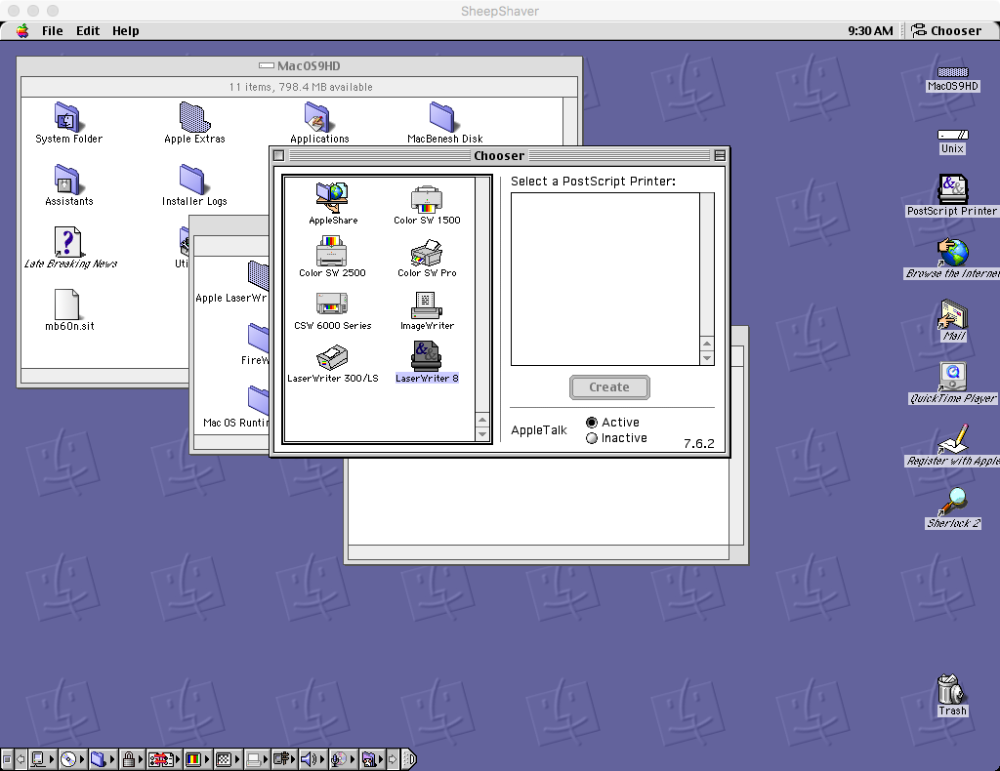 SheepShaver
File Edit Help
9:30 AM
Chooser
MacOS9HD
11 items, 798.4 MB available
System Folder
Apple Extras
Applications
MacBenesh Disk
Assistants
Installer Logs
Late Breaking News
Uti
mb60n.sit
Apple LaserWr
FireW
Mac OS Runtin
Chooser
AppleShare
Color SW 1500
Color SW 2500
Color SW Pro
CSW 6000 Series
ImageWriter
LaserWriter 300/LS
LaserWriter 8
Select a PostScript Printer:
Create
AppleTalk
Active
Inactive
7.6.2
MacOS9HD
Unix
PostScript Printer
Browse the Internet
Mail
QuickTime Player
Register with Apple
Sherlock 2
Trash